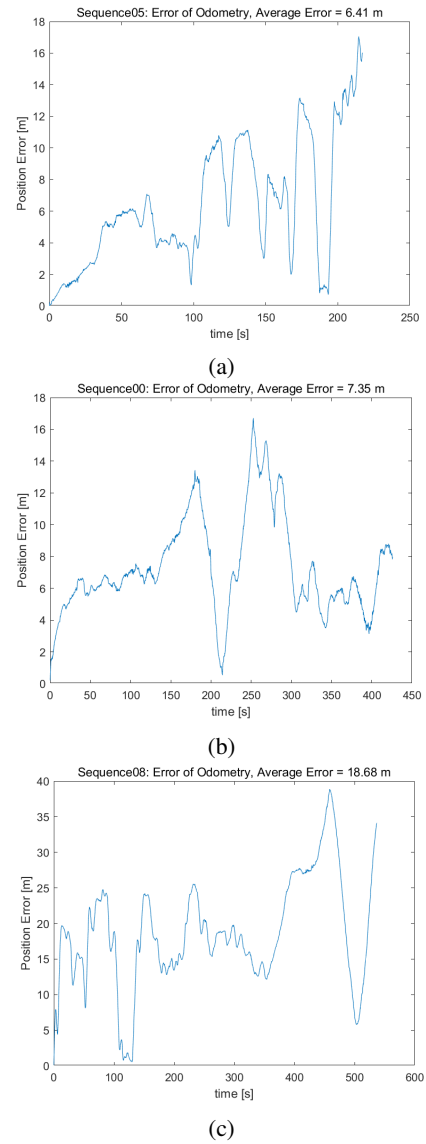 Sequence05: Error of Odometry, Average Error = 6.41 m
18
16
14
12
10
8
6
4
2
0
Position Error [m]
0 50 100 150 200 250
time [s]
(a)
Sequence00: Error of Odometry, Average Error = 7.35 m
18
16
14
12
10
8
6
4
2
0
Position Error [m]
0 50 100 150 200 250 300 350 400 450
time [s]
(b)
Sequence08: Error of Odometry, Average Error = 18.68 m
40
35
30
25
20
15
10
5
0
Position Error [m]
0 100 200 300 400 500 600
time [s]
(c)